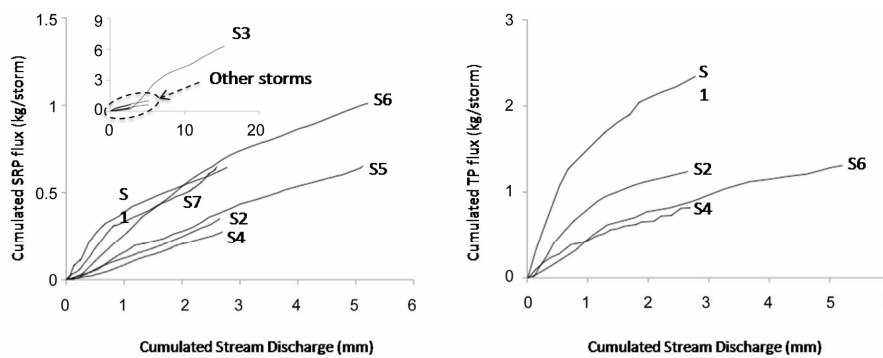 Cumulated SRP flux (kg/storm)
1.5
1
0.5
0
0
1
2
3
4
5
6
Cumulated Stream Discharge (mm)
9
6
3
0
0
10
20
S3
Other storms
S6
S5
S
1
S7
S2
S4
Cumulated TP flux (kg/storm)
3
2
1
0
0
1
2
3
4
5
Cumulated Stream Discharge (mm)
S
1
S2
S6
S4